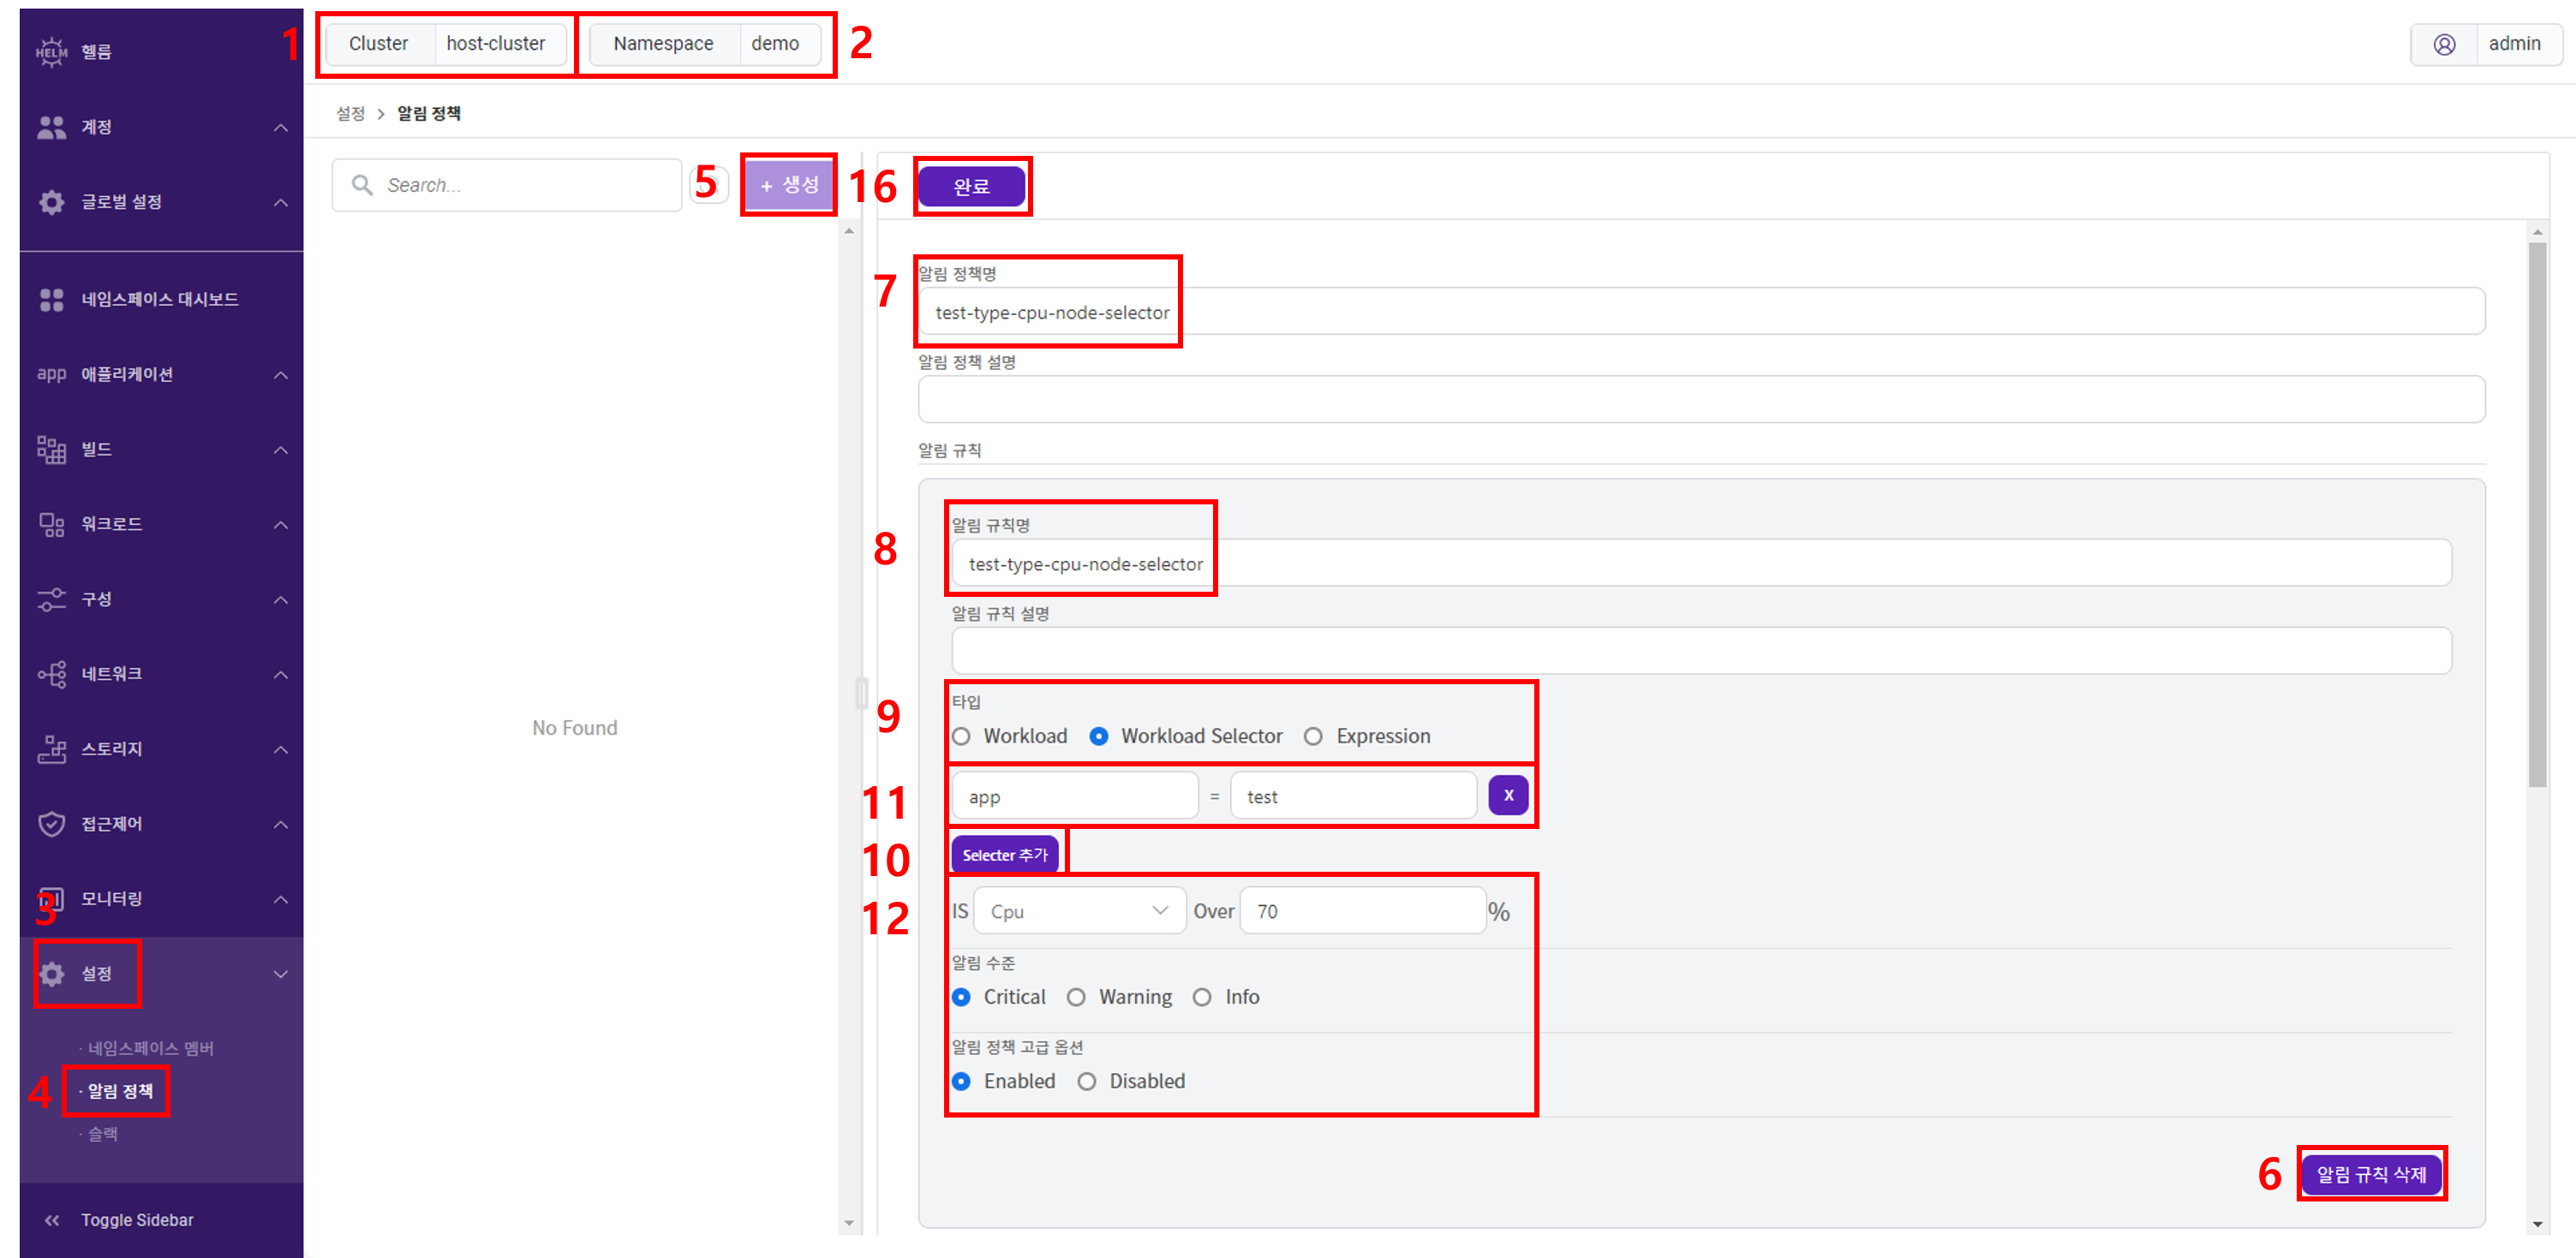 1 Cluster host-cluster Namespace demo 2 admin
HELM 헬름
계정
글로벌 설정
네임스페이스 대시보드
app 애플리케이션
빌드
워크로드
구성
네트워크
스토리지
접근제어
3 모니터링
설정
· 네임스페이스 멤버
4 · 알림 정책
· 슬랙
Toggle Sidebar
설정 > 알림 정책
Search... 5 + 생성
No Found
16 완료
7 알림 정책명
test-type-cpu-node-selector
알림 정책 설명
알림 규칙
8 알림 규칙명
test-type-cpu-node-selector
알림 규칙 설명
9 타입
Workload Workload Selector Expression
11 app = test X
10 Selecter 추가
12 IS Cpu Over 70 %
알림 수준
Critical Warning Info
알림 정책 고급 옵션
Enabled Disabled
6 알림 규칙 삭제